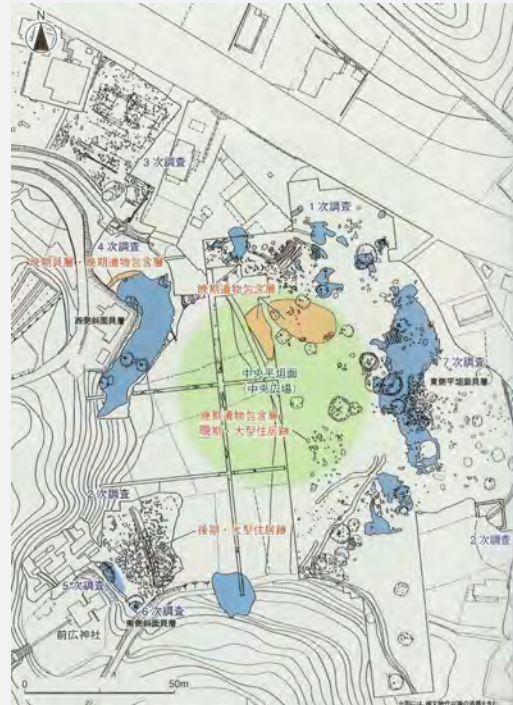 N
3次調査
1次調査
4次調査
晩期貝層・晩期遺物包含層
晩期遺物包含層
西側斜面貝層
中央平坦面
(中央広場)
7次調査
東側平坦面貝層
晩期遺物包含層
晩期・大型住居跡
2次調査
後期・大型住居跡
2次調査
5次調査
6次調査
南側斜面貝層
前広神社
0
50m